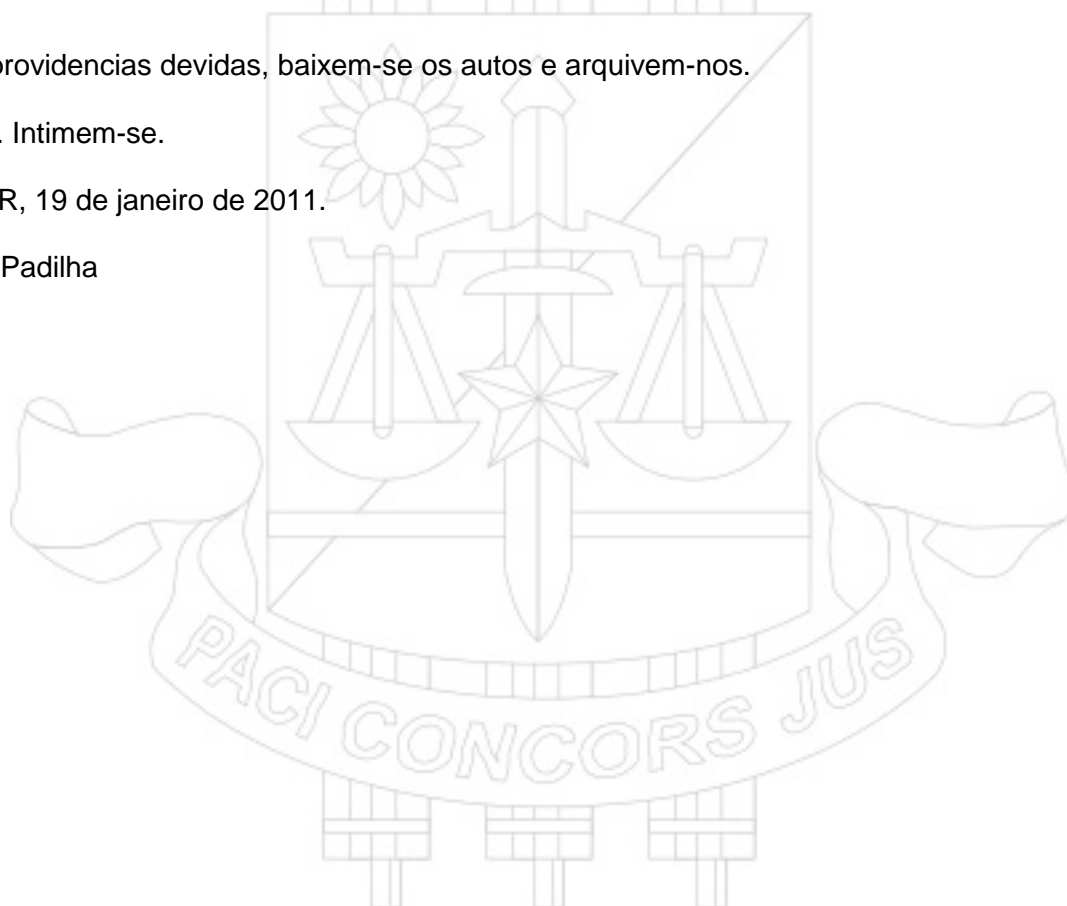 providencias devidas, baixem-se os autos e arquivem-nos.
. Intimem-se.
R, 19 de janeiro de 2011.
Padilha
PACI CONCORS JUS